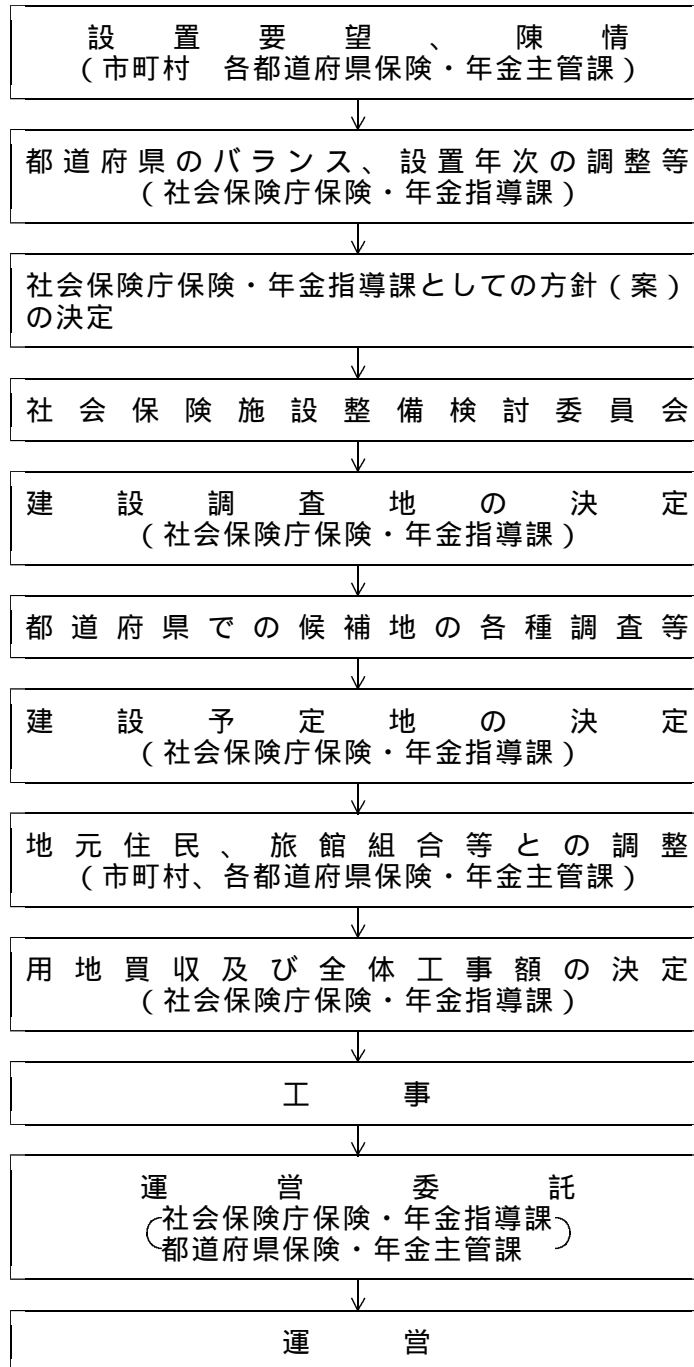 設置要望、陳情
(市町村　各都道府県保険・年金主管課)
都道府県のバランス、設置年次の調整等
(社会保険庁保険・年金指導課)
社会保険庁保険・年金指導課としての方針(案)
の決定
社会保険施設整備検討委員会
建設調査地の決定
(社会保険庁保険・年金指導課)
都道府県での候補地の各種調査等
建設予定地の決定
(社会保険庁保険・年金指導課)
地元住民、旅館組合等との調整
(市町村、各都道府県保険・年金主管課)
用地買収及び全体工事額の決定
(社会保険庁保険・年金指導課)
工事
運営委託
社会保険庁保険・年金指導課
都道府県保険・年金主管課
運営